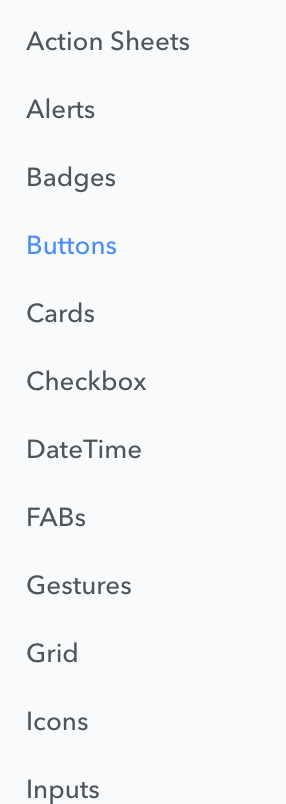 Action Sheets
Alerts
Badges
Buttons
Cards
Checkbox
DateTime
FABs
Gestures
Grid
Icons
Inputs